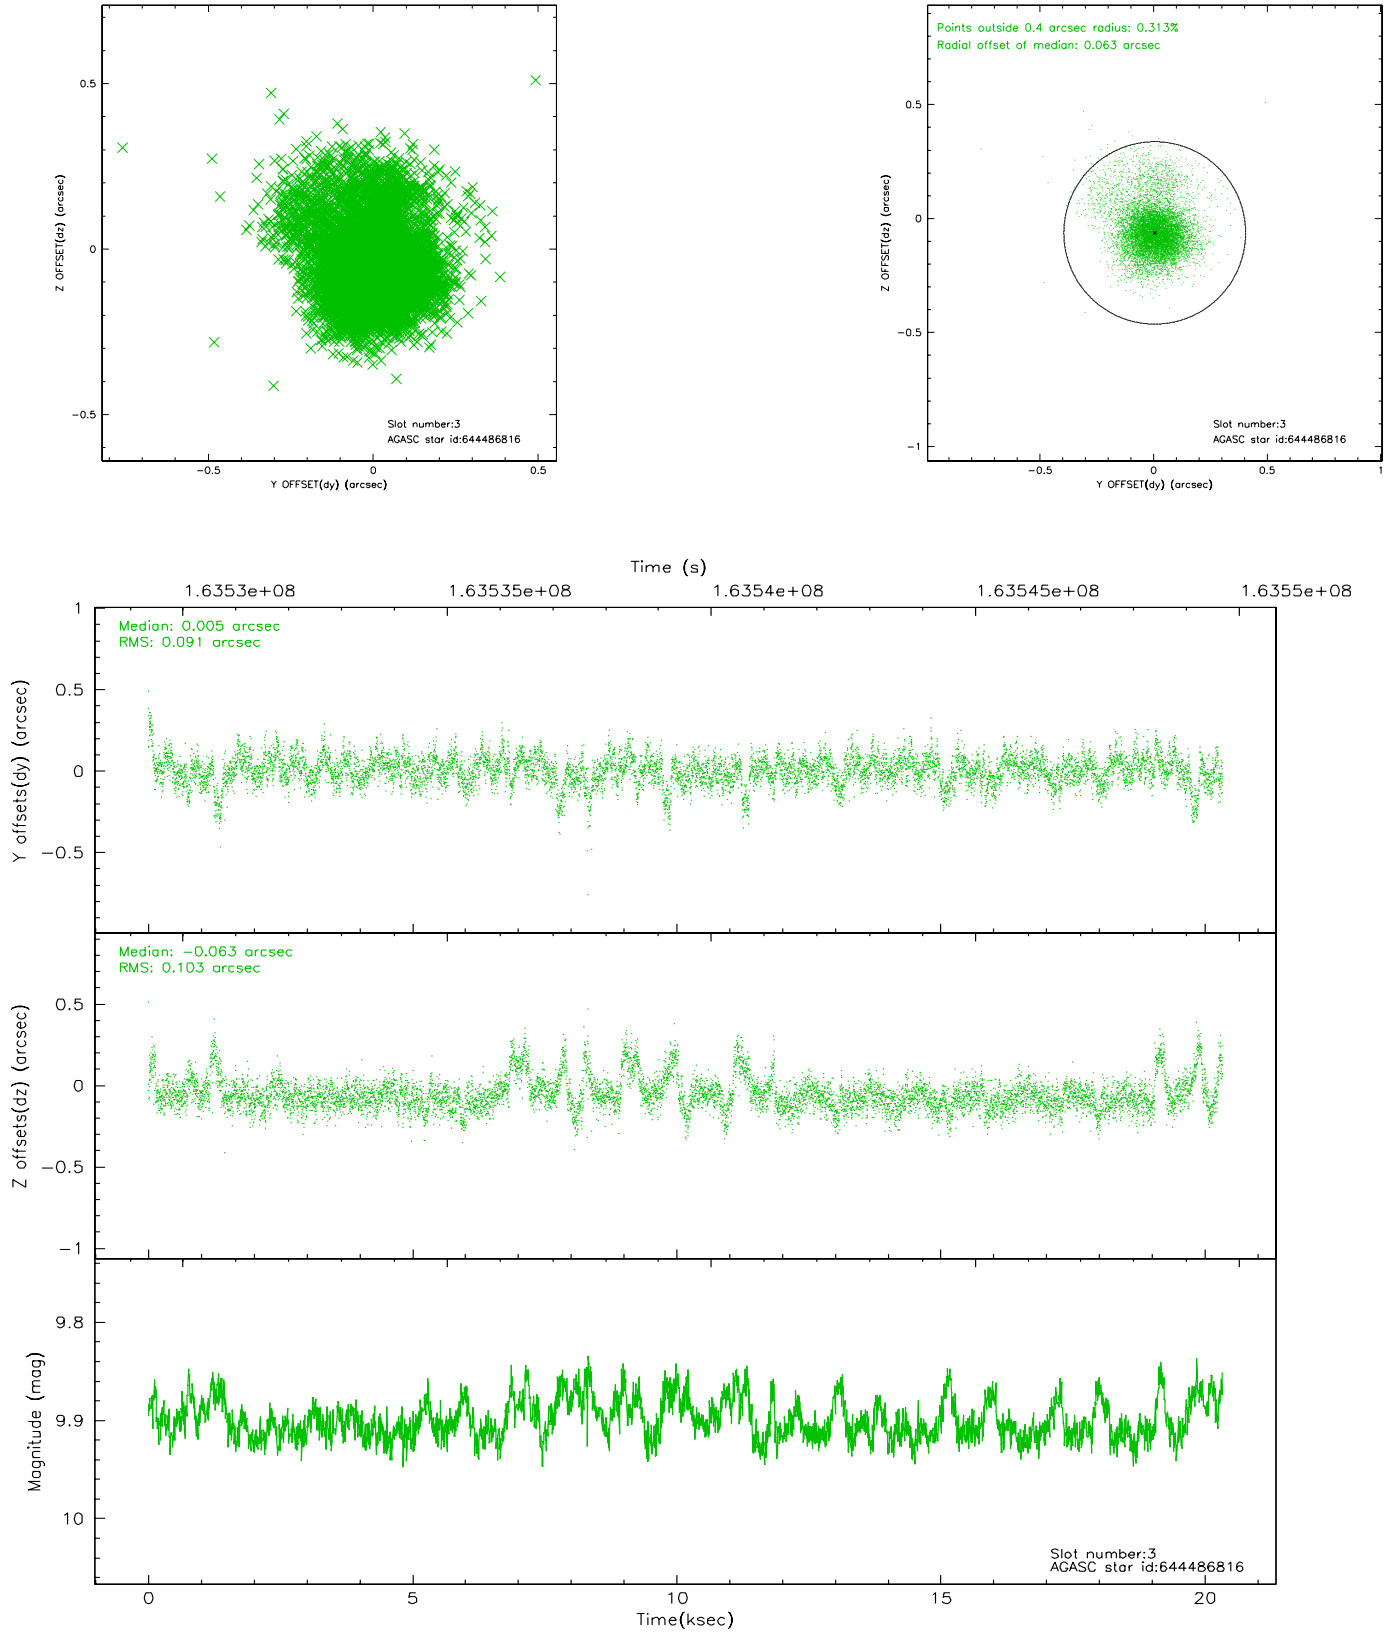 0.5
0
-0.5
Z OFFSET(dz) (arcsec)
Slot number:3
AGASC star id:644486816
-0.5
0
0.5
Y OFFSET(dy) (arcsec)
Points outside 0.4 arcsec radius: 0.313%
Radial offset of median: 0.063 arcsec
0.5
0
-0.5
-1
Z OFFSET(dz) (arcsec)
Slot number:3
AGASC star id:644486816
-0.5
0
0.5
1
Y OFFSET(dy) (arcsec)
Time (s)
1.6353e+08
1.63535e+08
1.6354e+08
1.63545e+08
1.6355e+08
Median: 0.005 arcsec
RMS: 0.091 arcsec
1
0.5
0
-0.5
Y offsets(dy) (arcsec)
Median: -0.063 arcsec
RMS: 0.103 arcsec
0.5
0
-0.5
-1
Z offsets(dz) (arcsec)
9.8
9.9
10
Magnitude (mag)
Slot number:3
AGASC star id:644486816
0
5
10
15
20
Time(ksec)